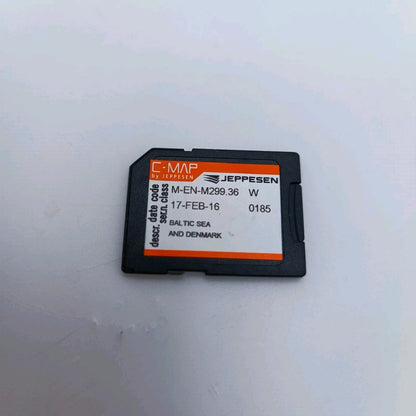 C-MAP
by JEPPESEN
JEPPESEN
descr. date code
sern. class
M-EN-M299.36 W
17-FEB-16 0185
BALTIC SEA
AND DENMARK